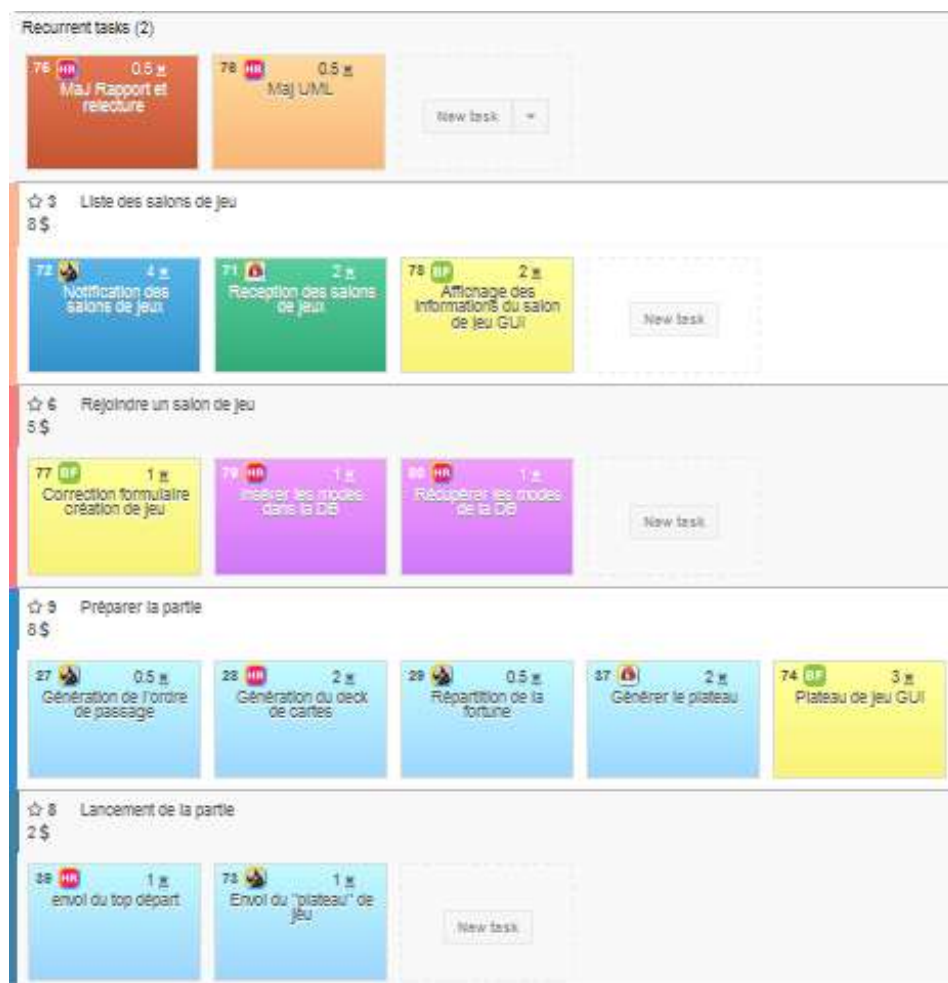 Recurrent tasks (2)
76 HR 0.5
MaJ Rapport et
relecture
78 HR 0.5
Maj UML
New task
3 Liste des salons de jeu
8 $
72 4
Notification des
salons de jeux
71 2
Reception des salons
de jeux
75 BF 2
Affichage des
informations du salon
de jeu GUI
New task
6 Rejoindre un salon de jeu
5 $
77 BF 1
Correction formulaire
création de jeu
79 HR 1
Insérer les modes
dans la DB
80 HR 1
Récupérer les modes
de la DB
New task
9 Préparer la partie
8 $
27 0.5
Génération de l'ordre
de passage
28 HR 2
Génération du deck
de cartes
29 0.5
Répartition de la
fortune
37 2
Générer le plateau
74 BF 3
Plateau de jeu GUI
8 Lancement de la partie
2 $
39 HR 1
envoi du top départ
73 1
Envoi du "plateau" de
jeu
New task